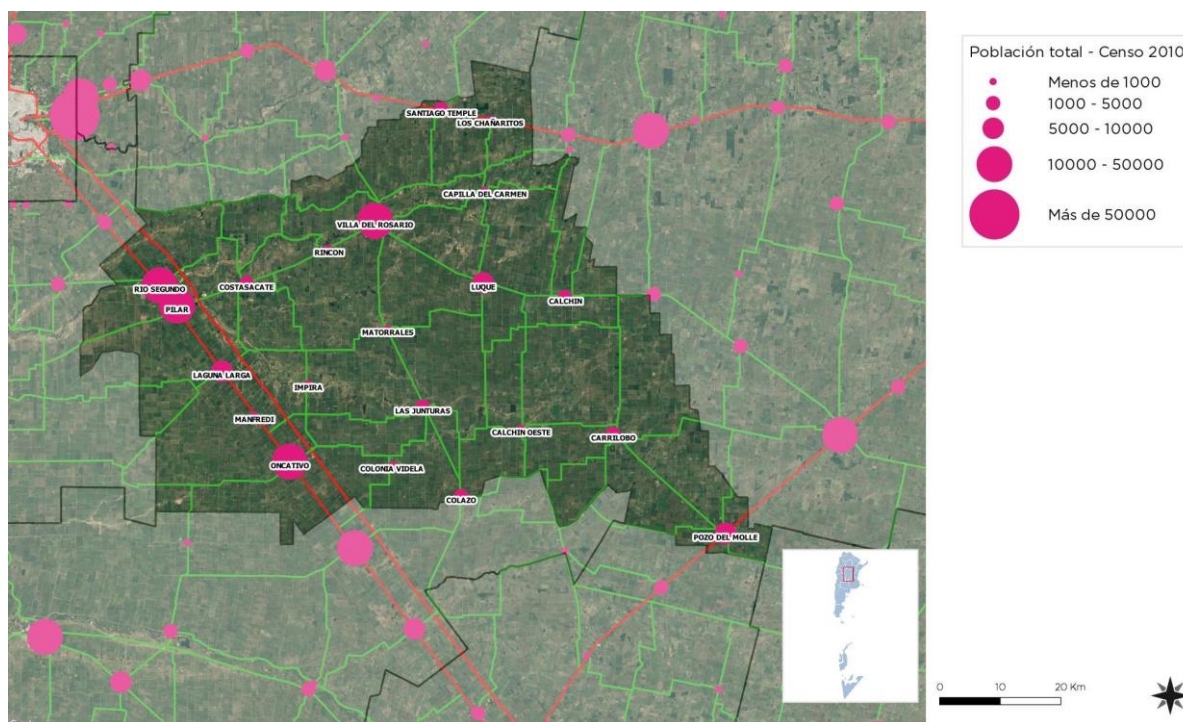 Población total - Censo 2010
Menos de 1000
1000 - 5000
5000 - 10000
10000 - 50000
Más de 50000
SANTIAGO TEMPLE
LOS CHAÑARITOS
CAPILLA DEL CARMEN
VILLA DEL ROSARIO
RINCON
RIO SEGUNDO
COSTASACATE
LUQUE
CALCHIN
PILAR
MATORRALES
LAGUNA LARGA
IMPIRA
LAS JUNTURAS
MANFREDI
CALCHIN OESTE
CARRILOBO
ONCATIVO
COLONIA VIDELA
COLAZO
POZO DEL MOLLE
0 10 20 Km